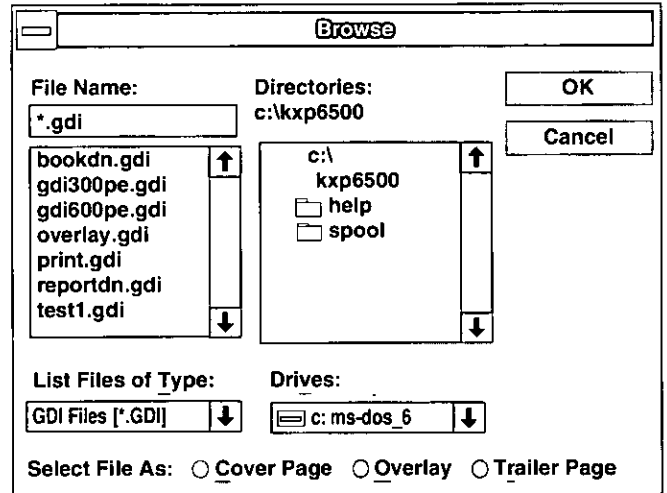 Browse
File Name:
*.gdi
bookdn.gdi
gdi300pe.gdi
gdi600pe.gdi
overlay.gdi
print.gdi
reportdn.gdi
test1.gdi
Directories:
c:\kxp6500
c:\
kxp6500
help
spool
OK
Cancel
List Files of Type:
GDI Files [*.GDI]
Drives:
c: ms-dos_6
Select File As: Cover Page Overlay Trailer Page